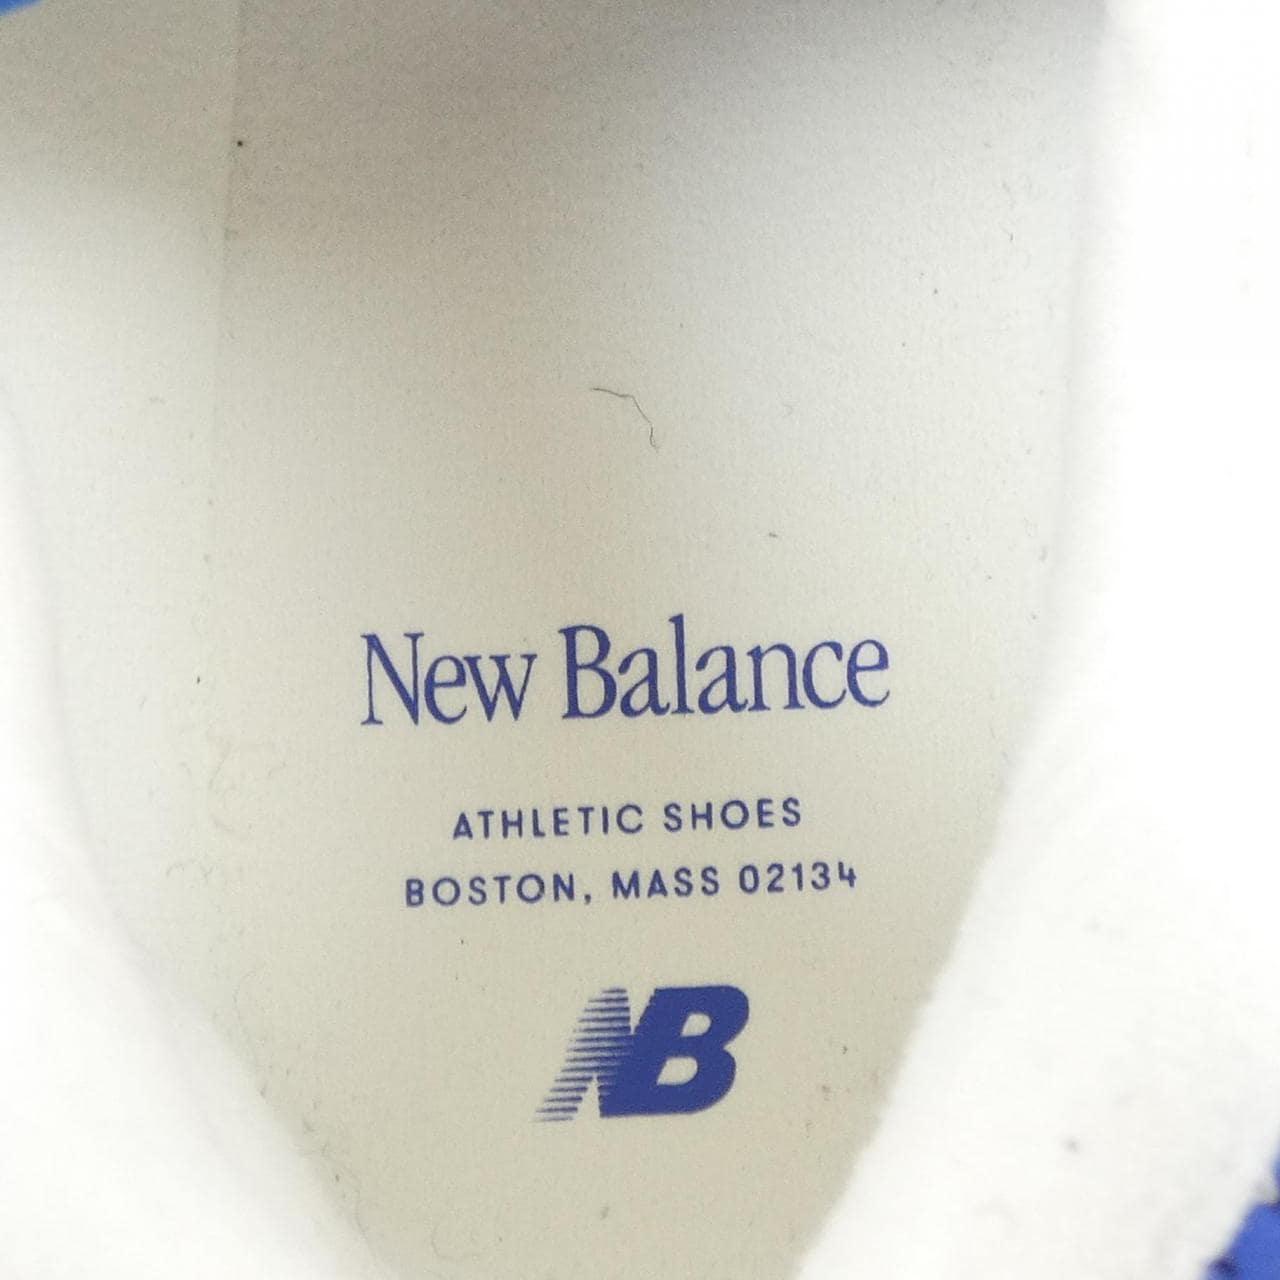 New Balance
ATHLETIC SHOES
BOSTON, MASS 02134
NB